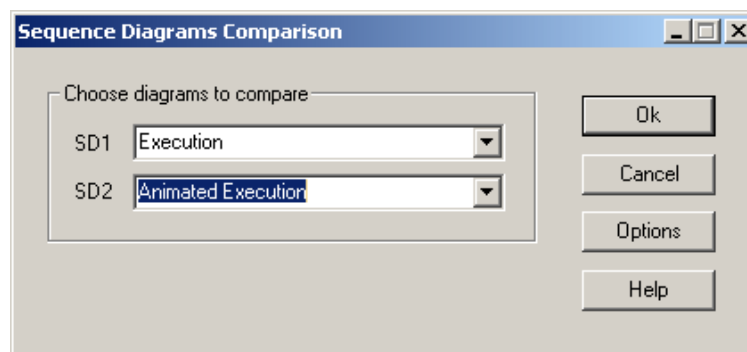 Sequence Diagrams Comparison
Choose diagrams to compare
SD1 Execution
SD2 Animated Execution
Ok
Cancel
Options
Help